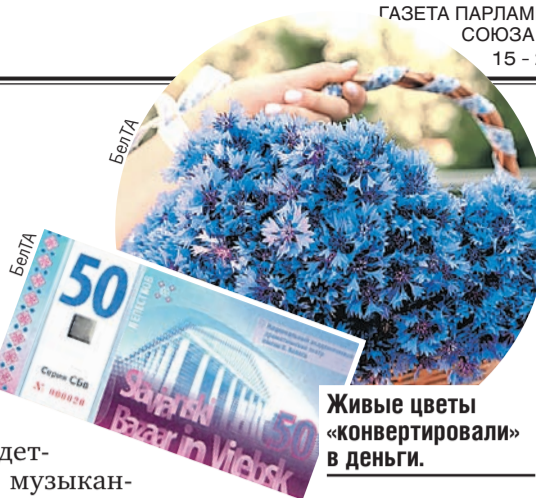 ГАЗЕТА ПАРЛАМ
СОЮЗА
15 -
БелТА
БелТА
50
Серия СБВ
№ 000020
ВАСИЛЁК
50
Slavianski
Bazaar in Viebsk
Живые цветы
«конвертировали»
в деньги.
дет-
музыкан-